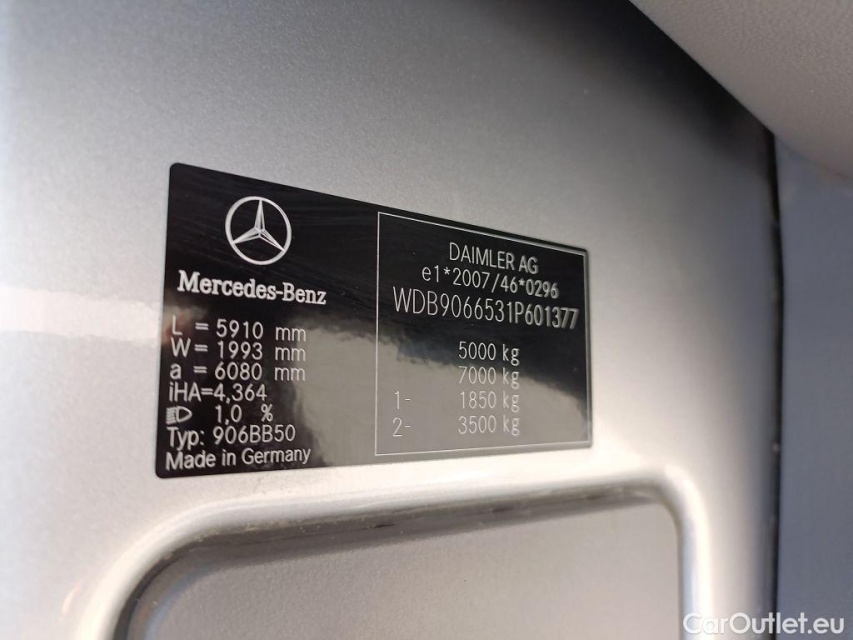 Mercedes-Benz
L = 5910 mm
W = 1993 mm
a = 6080 mm
iHA=4,364
1,0 %
Typ: 906BB50
Made in Germany
DAIMLER AG
e1*2007/46*0296
WDB9066531P601377
5000 kg
7000 kg
1- 1850 kg
2- 3500 kg
CarOutlet.eu